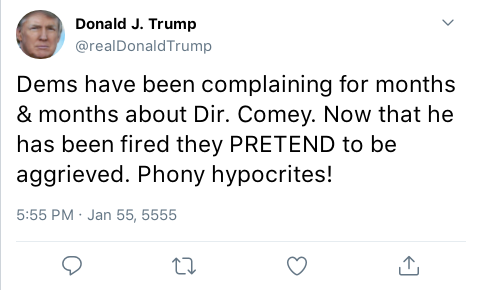 Donald J. Trump
@realDonaldTrump
Dems have been complaining for months
& months about Dir. Comey. Now that he
has been fired they PRETEND to be
aggrieved. Phony hypocrites!
5:55 PM · Jan 55, 5555